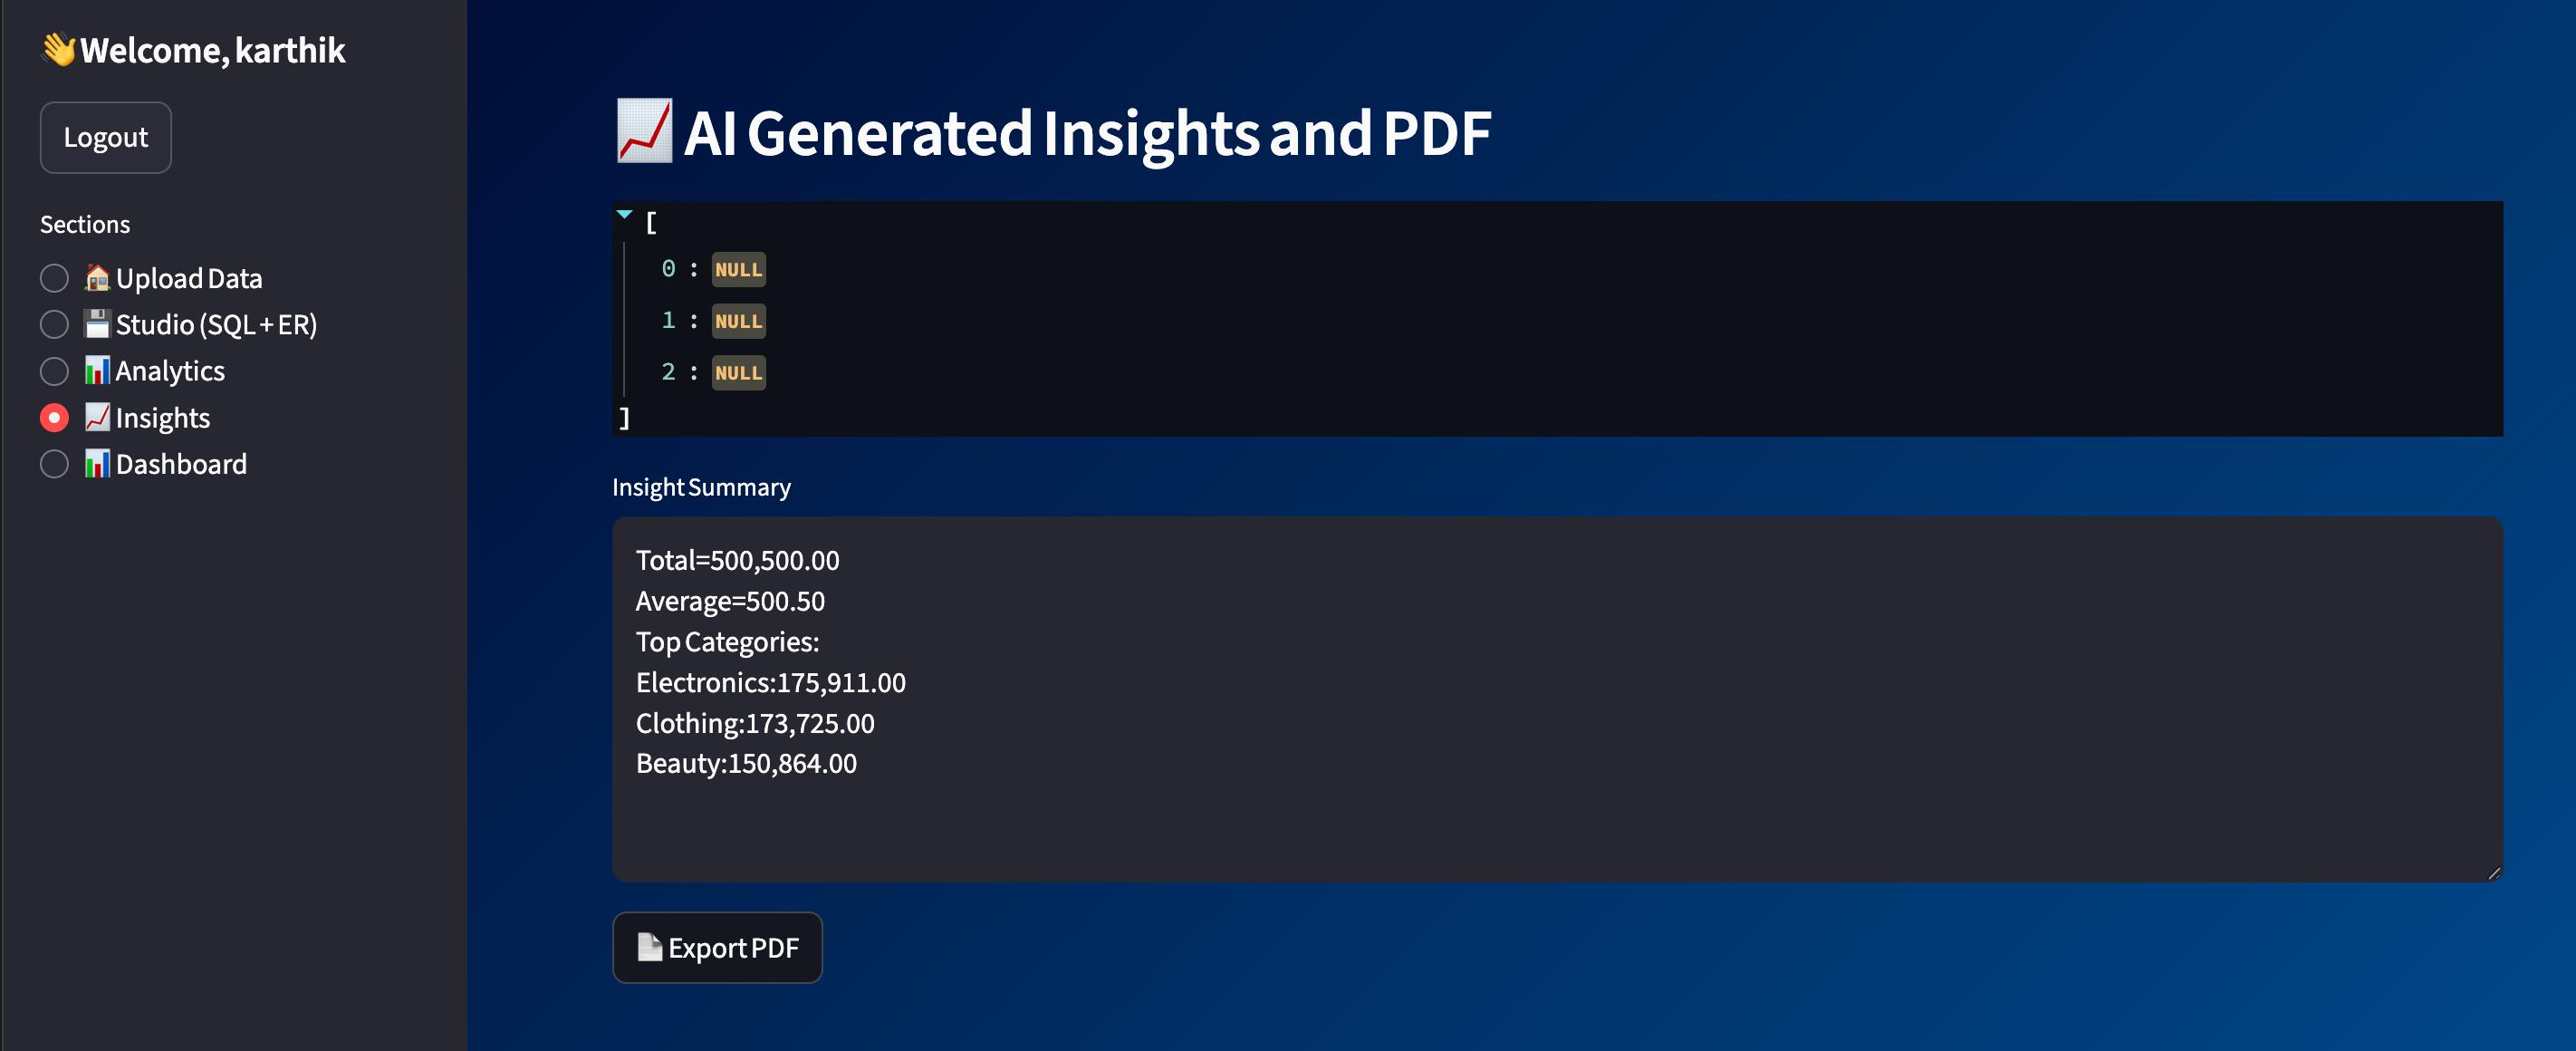 👋Welcome, karthik
Logout
Sections
🏠Upload Data
💾Studio (SQL + ER)
📊Analytics
📈Insights
📊Dashboard
📈AI Generated Insights and PDF
[
0 : NULL
1 : NULL
2 : NULL
]
Insight Summary
Total=500,500.00
Average=500.50
Top Categories:
Electronics:175,911.00
Clothing:173,725.00
Beauty:150,864.00
📄Export PDF